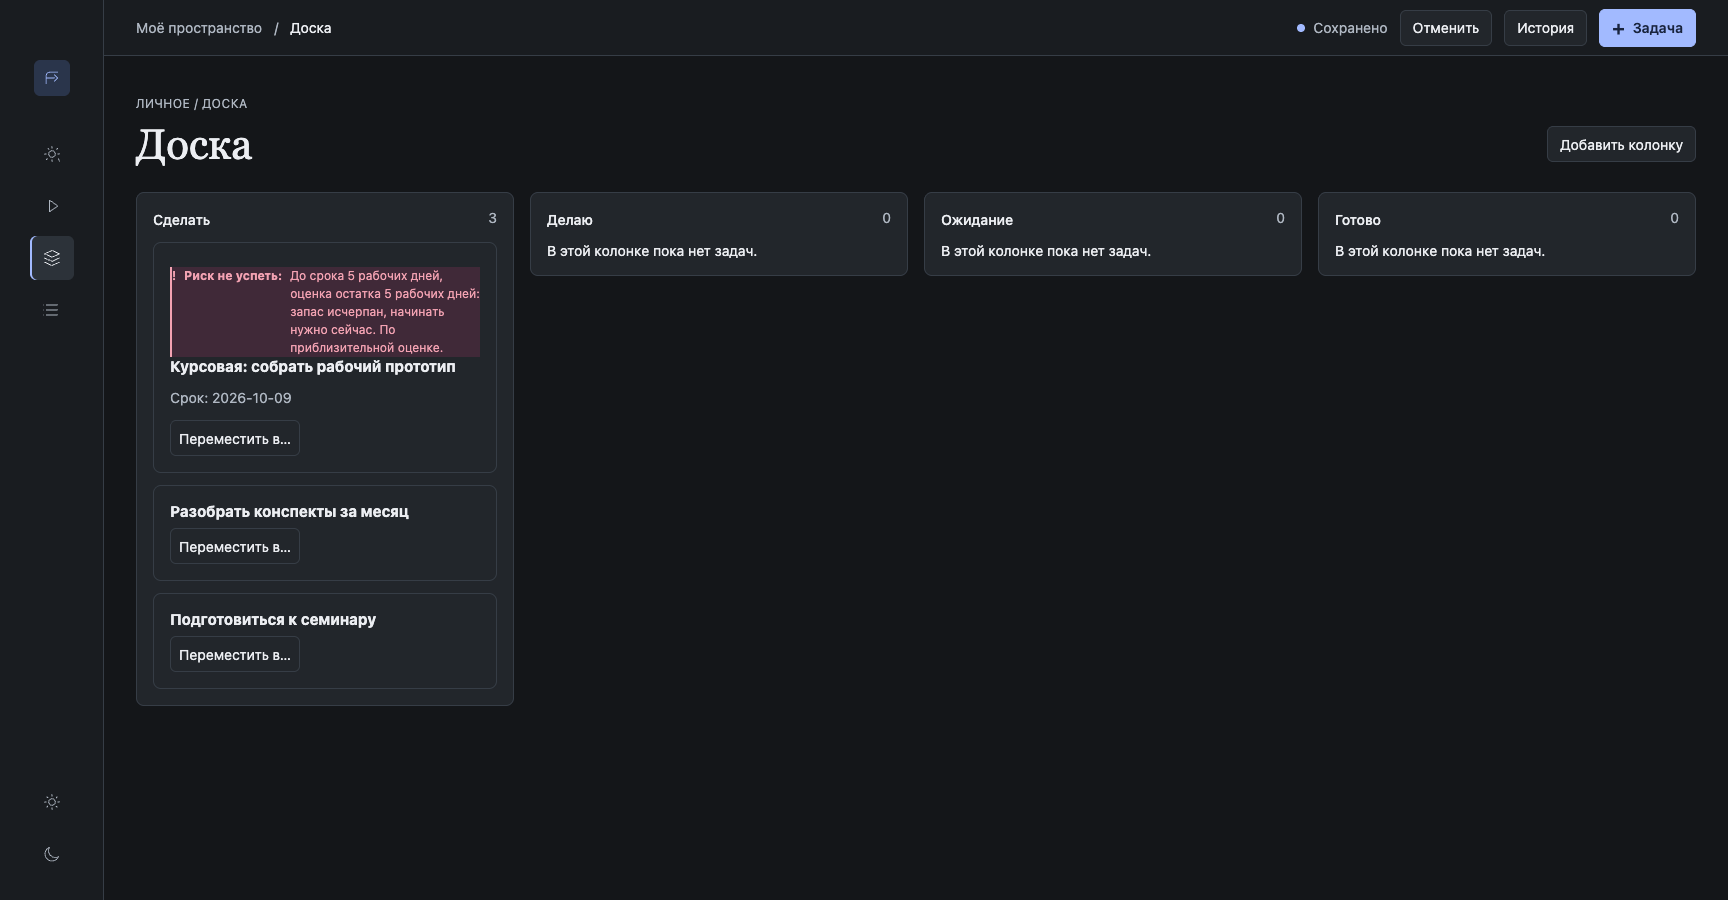 Моё пространство / Доска
Сохранено
Отменить
История
+ Задача
ЛИЧНОЕ / ДОСКА
Доска
Добавить колонку
Сделать 3
! Риск не успеть: До срока 5 рабочих дней,
оценка остатка 5 рабочих дней:
запас исчерпан, начинать
нужно сейчас. По
приблизительной оценке.
Курсовая: собрать рабочий прототип
Срок: 2026-10-09
Переместить в...
Разобрать конспекты за месяц
Переместить в...
Подготовиться к семинару
Переместить в...
Делаю 0
В этой колонке пока нет задач.
Ожидание 0
В этой колонке пока нет задач.
Готово 0
В этой колонке пока нет задач.